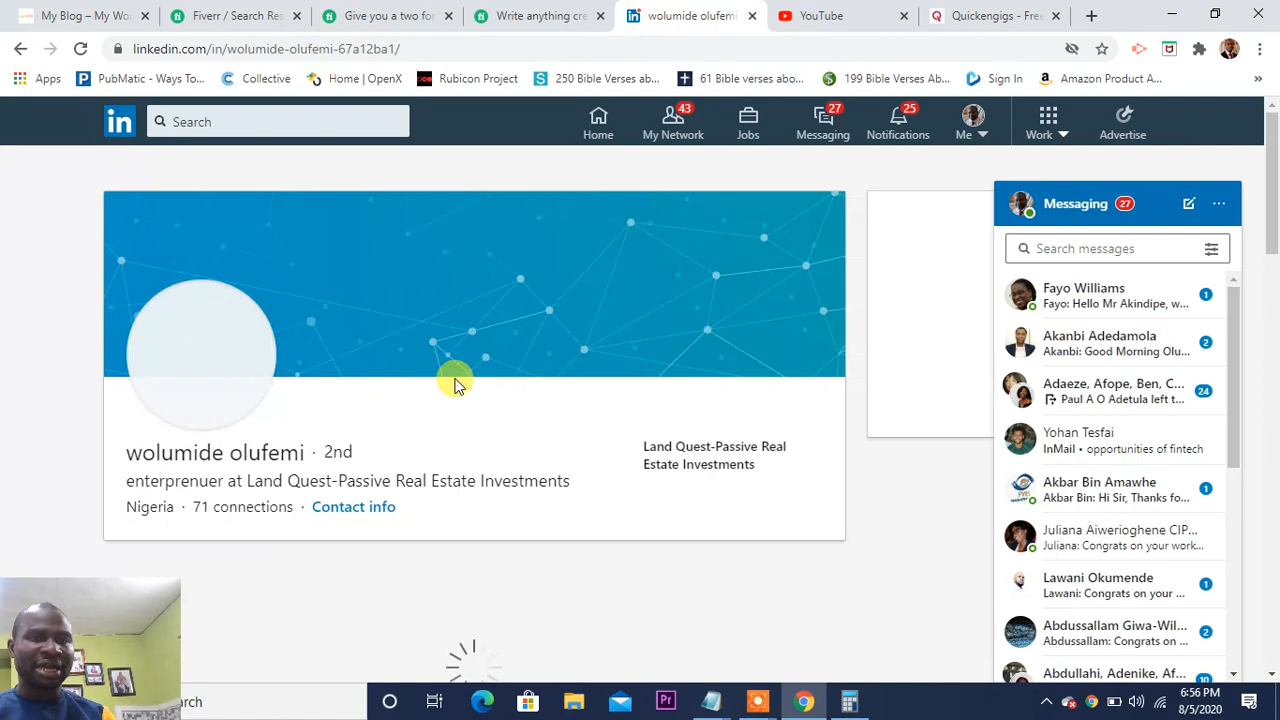 My Blog – My Wo
Fiverr / Search Res
Give you a two for
Write anything cre
wolumide olufemi
YouTube
Quickengigs - Free
linkedin.com/in/wolumide-olufemi-67a12ba1/
Apps
PubMatic - Ways To...
Collective
Home | OpenX
Rubicon Project
250 Bible Verses ab...
61 Bible verses abo...
199 Bible Verses Ab...
Sign In
Amazon Product A...
»
in
Search
Home
43
My Network
Jobs
27
Messaging
25
Notifications
Me
Work
Advertise
Messaging 27
Search messages
Fayo Williams
Fayo: Hello Mr Akindipe, w... 1
Akanbi Adedamola
Akanbi: Good Morning Olu... 2
Adaeze, Afope, Ben, C...
Paul A O Adetula left t... 24
Yohan Tesfai
InMail • opportunities of fintech
Akbar Bin Amawhe
Akbar Bin: Hi Sir, Thanks fo... 1
Juliana Aiwerioghene CIP...
Juliana: Congrats on your work...
Lawani Okumende
Lawani: Congrats on your ... 1
Abdussallam Giwa-Wil...
Abdussallam: Congrats on ... 2
Abdullahi, Adenike, Af...
10
wolumide olufemi · 2nd
enterprenuer at Land Quest-Passive Real Estate Investments
Nigeria · 71 connections · Contact info
Land Quest-Passive Real
Estate Investments
arch
Pr
6:56 PM
8/5/2020